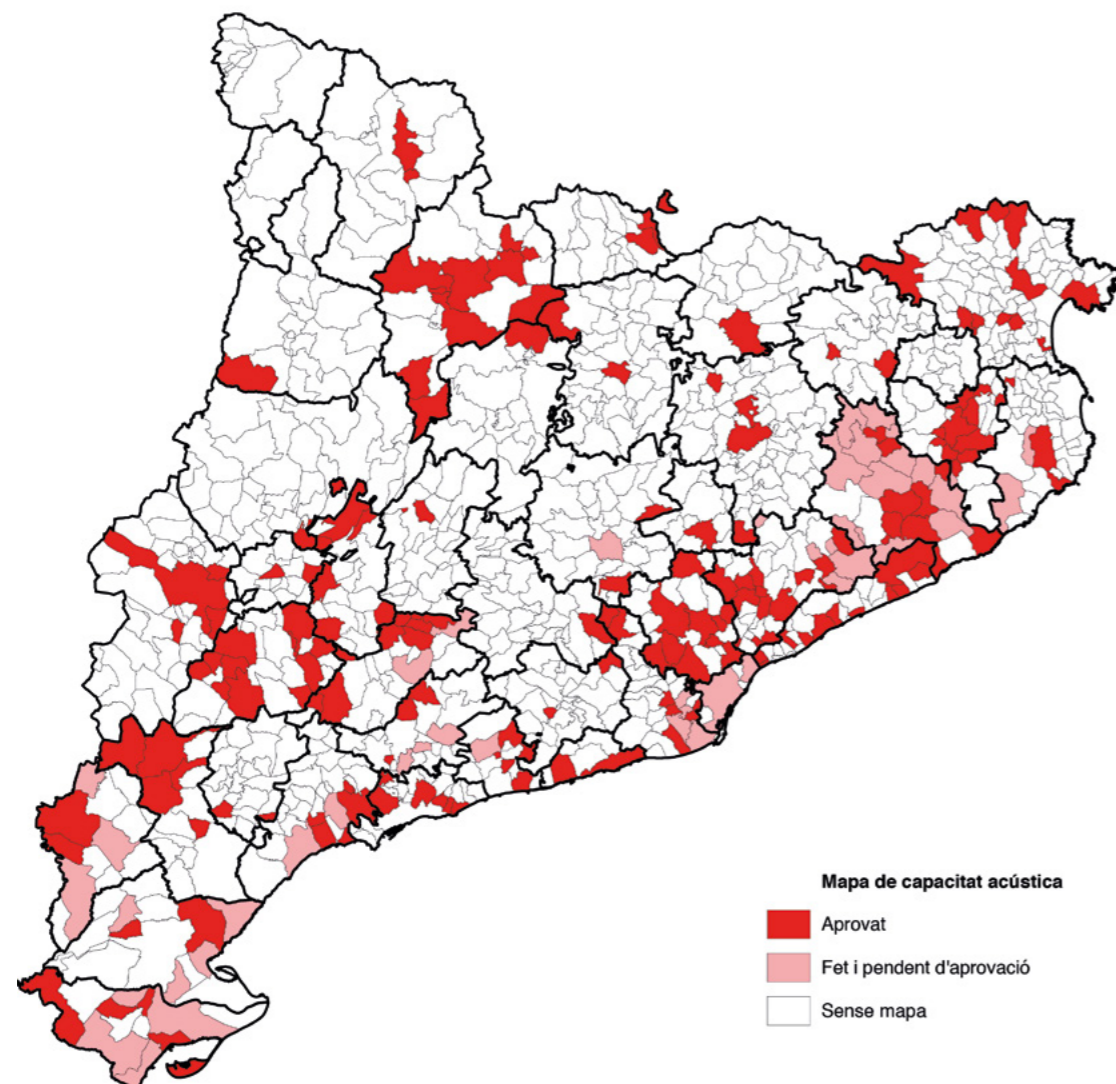 Mapa de capacitat acústica
Aprovat
Fet i pendent d'aprovació
Sense mapa